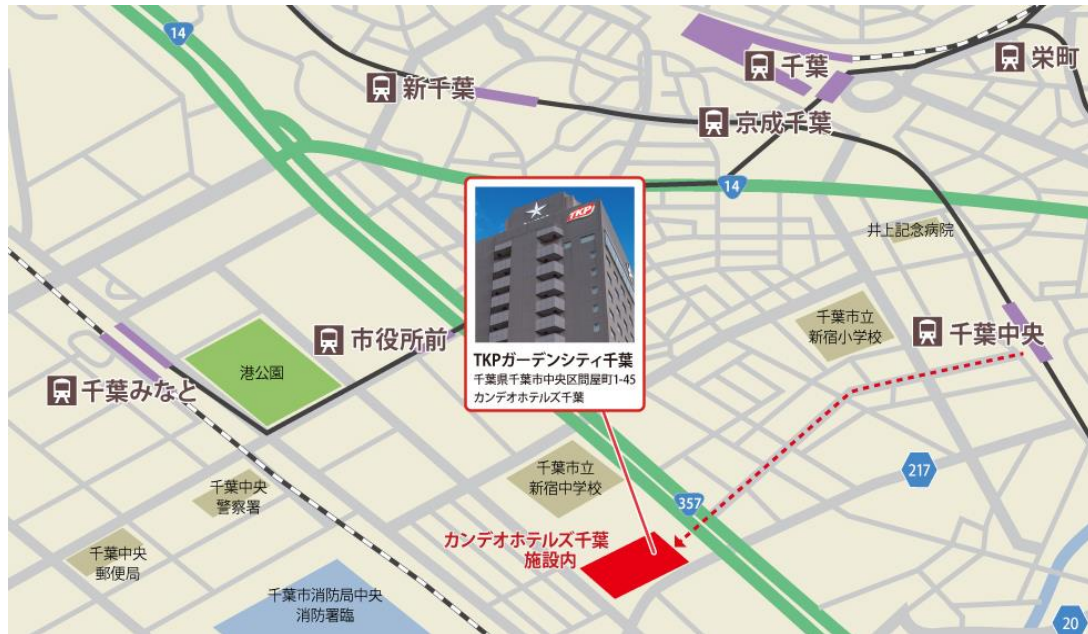 14
新千葉
千葉
栄町
京成千葉
14
TKP
井上記念病院
千葉市立
新宿小学校
千葉中央
市役所前
港公園
千葉みなと
TKPガーデンシティ千葉
千葉県千葉市中央区問屋町1-45
カンデオホテルズ千葉
千葉市立
新宿中学校
217
千葉中央
警察署
357
カンデオホテルズ千葉
施設内
千葉中央
郵便局
千葉市消防局中央
消防署臨
20